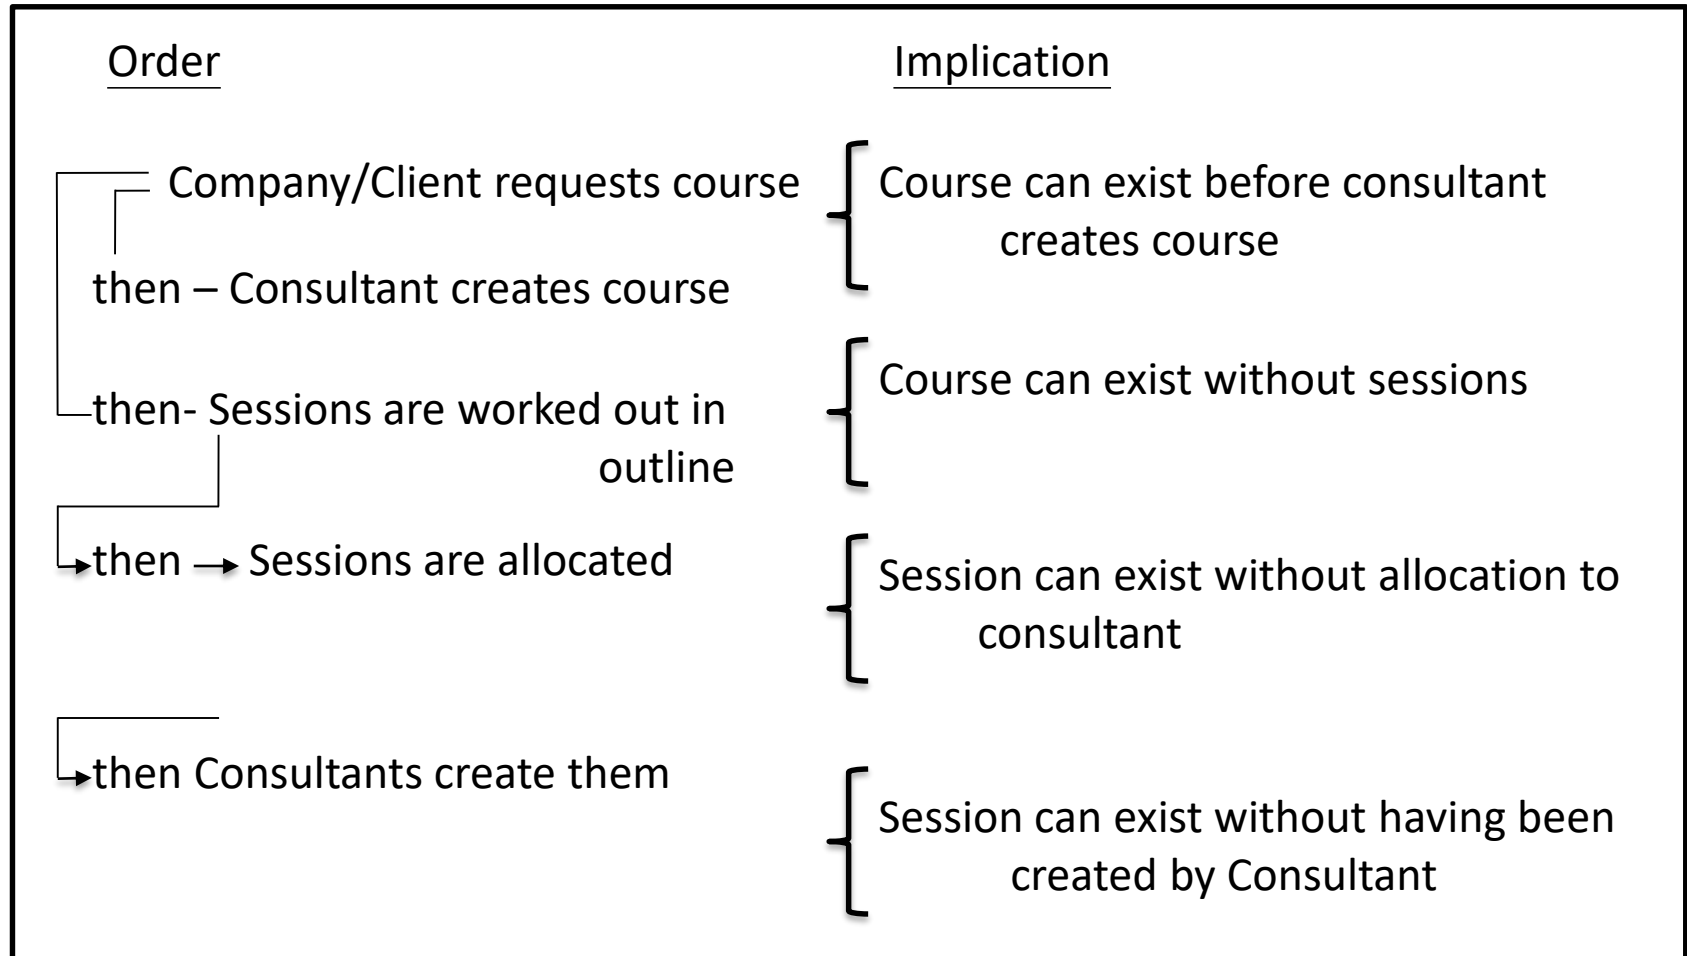 Order
Implication
Company/Client requests course
Course can exist before consultant
creates course
then – Consultant creates course
Course can exist without sessions
then- Sessions are worked out in
outline
then → Sessions are allocated
Session can exist without allocation to
consultant
then Consultants create them
Session can exist without having been
created by Consultant